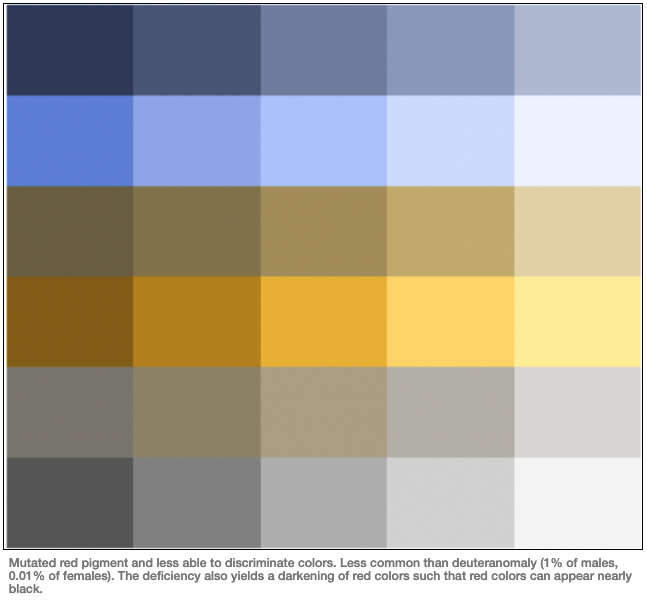 Mutated red pigment and less able to discriminate colors. Less common than deuteranomaly (1% of males,
0.01% of females). The deficiency also yields a darkening of red colors such that red colors can appear nearly
black.